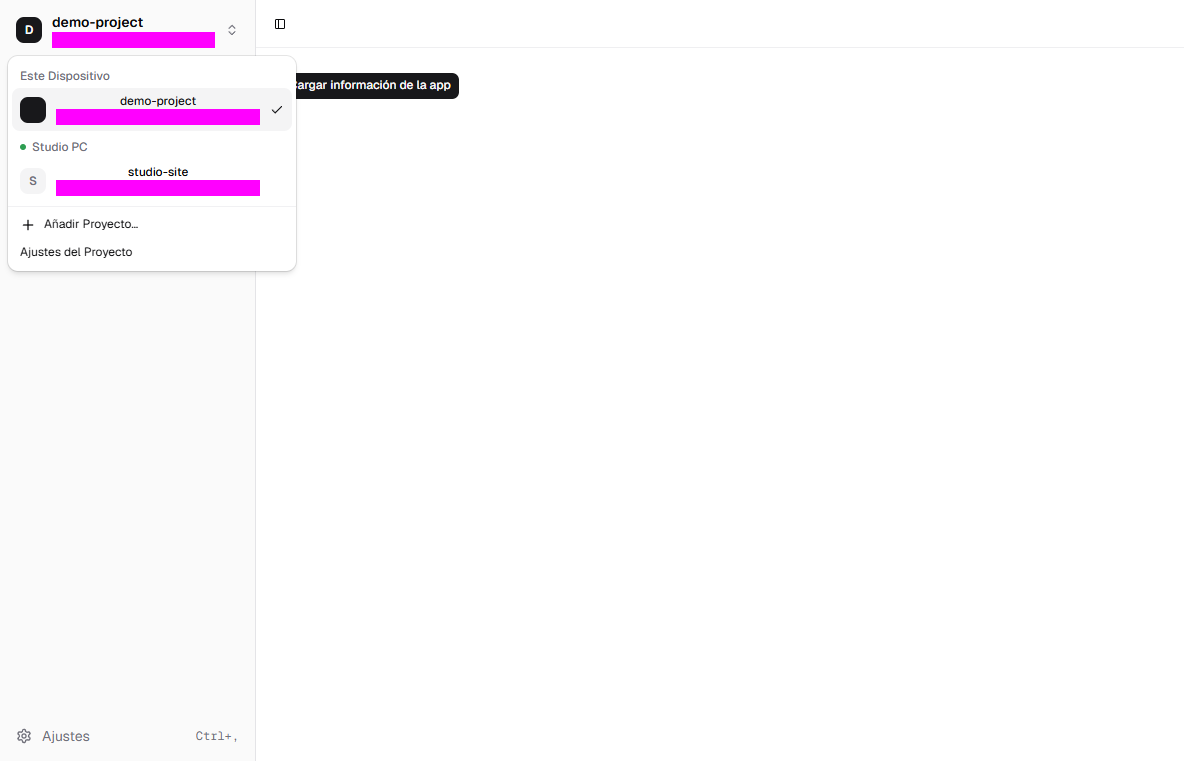 D
demo-project
Este Dispositivo
demo-project
Studio PC
S
studio-site
Añadir Proyecto...
Ajustes del Proyecto
argar información de la app
Ajustes
Ctrl+,